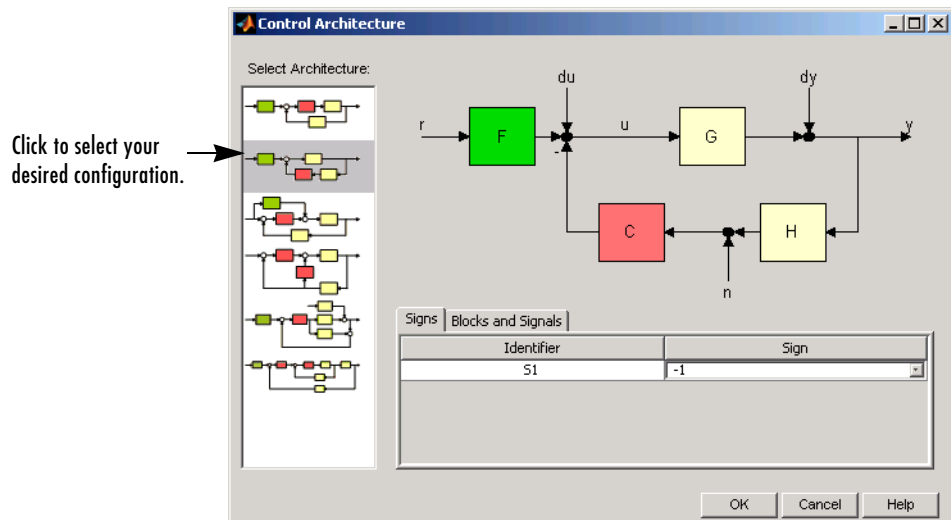 Control Architecture
Select Architecture:
Click to select your
desired configuration.
du
dy
r
F
u
G
y
-
C
H
n
Signs
Blocks and Signals
Identifier
Sign
S1
-1
OK
Cancel
Help